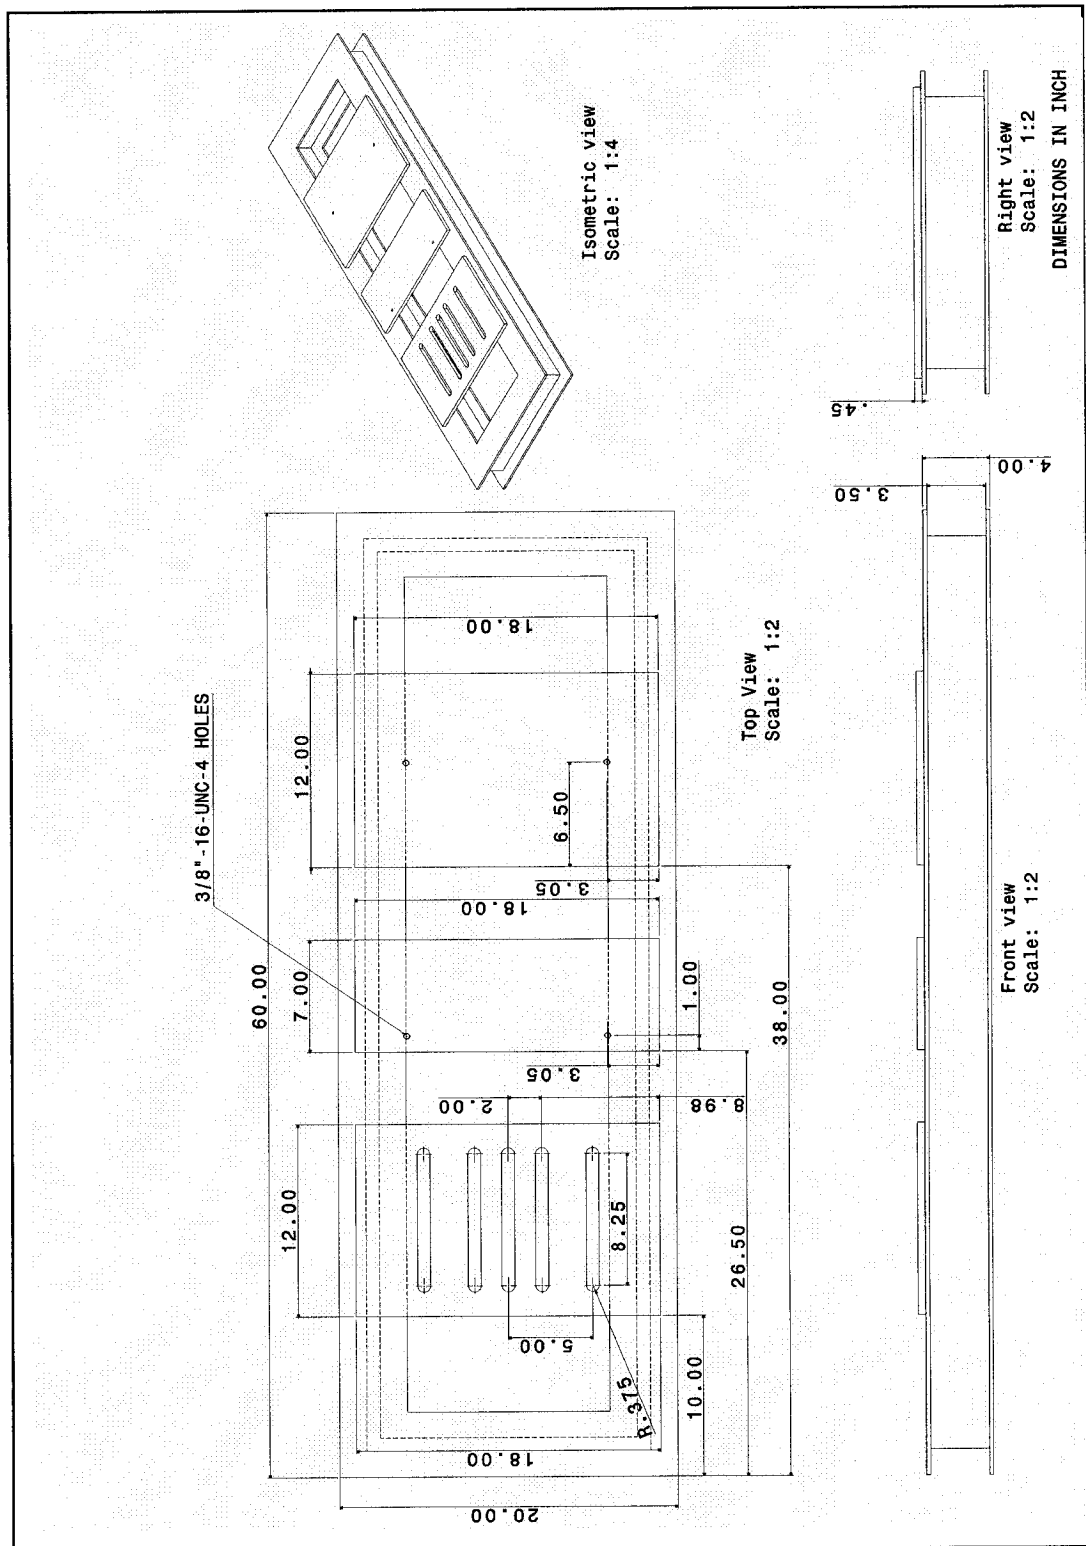 Isometric view
Scale: 1:4
3/8"-16-UNC-4 HOLES
60.00
12.00
7.00
12.00
18.00
6.50
3.05
18.00
1.00
3.05
2.00
8.98
38.00
8.25
26.50
5.00
10.00
R.375
18.00
20.00
Top View
Scale: 1:2
3.50
4.00
Front view
Scale: 1:2
.45
Right view
Scale: 1:2
DIMENSIONS IN INCH